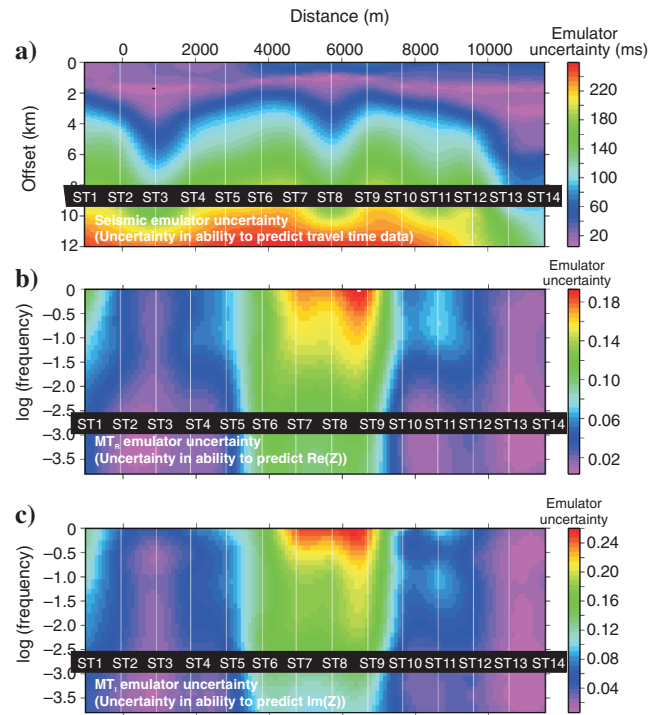 Distance (m)
0 2000 4000 6000 8000 10000
Emulator
uncertainty (ms)
a)
Offset (km)
0
2
4
6
8
10
12
220
180
140
100
60
20
ST1 ST2 ST3 ST4 ST5 ST6 ST7 ST8 ST9 ST10 ST11 ST12 ST13 ST14
Seismic emulator uncertainty
(Uncertainty in ability to predict travel time data)
b)
Emulator
uncertainty
log (frequency)
0
−0.5
−1.0
−1.5
−2.0
−2.5
−3.0
−3.5
0.18
0.14
0.10
0.06
0.02
ST1 ST2 ST3 ST4 ST5 ST6 ST7 ST8 ST9 ST10 ST11 ST12 ST13 ST14
MTR emulator uncertainty
(Uncertainty in ability to predict Re(Z))
c)
Emulator
uncertainty
log (frequency)
0
−0.5
−1.0
−1.5
−2.0
−2.5
−3.0
−3.5
0.24
0.20
0.16
0.12
0.08
0.04
ST1 ST2 ST3 ST4 ST5 ST6 ST7 ST8 ST9 ST10 ST11 ST12 ST13 ST14
MTI emulator uncertainty
(Uncertainty in ability to predict Im(Z))